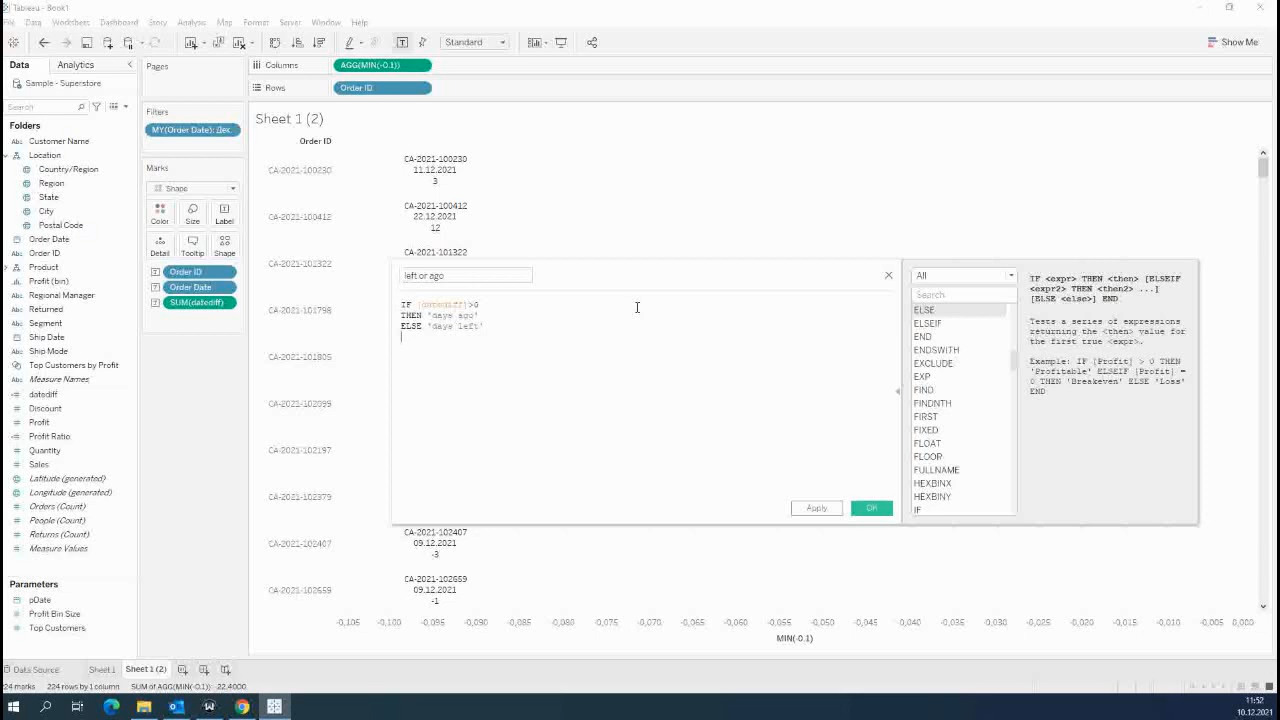 Tableau - Book1
File Data Worksheets Dashboard Story Analysis Map Format Server Window Help
Standard
Show Me
Data Analytics
Sample - Superstore
Search
Folders
Customer Name
Location
Country/Region
Region
State
City
Postal Code
Order Date
Order ID
Product
Profit (bin)
Regional Manager
Returned
Segment
Ship Date
Ship Mode
Top Customers by Profit
Measure Names
datediff
Discount
Profit
Profit Ratio
Quantity
Sales
Latitude (generated)
Longitude (generated)
Orders (Count)
People (Count)
Returns (Count)
Measure Values
Parameters
pDate
Profit Bin Size
Top Customers
Pages
Filters
MY(Order Date): Дек
Marks
Shape
Color Size Label
Detail Tooltip Shape
Order ID
Order Date
SUM(datediff)
Columns
AGG(MIN(-0.1))
Rows
Order ID
Sheet 1 (2)
Order ID
CA-2021-100230
CA-2021-100230
11.12.2021
3
CA-2021-100412
CA-2021-100412
22.12.2021
12
CA-2021-101322
CA-2021-101322
CA-2021-101798
CA-2021-101805
CA-2021-102197
CA-2021-102379
CA-2021-102407
CA-2021-102407
09.12.2021
-3
CA-2021-102659
CA-2021-102659
09.12.2021
-1
-0,105 -0,100 -0,095 -0,090 -0,085 -0,080 -0,075 -0,070 -0,065 -0,060 -0,055 -0,050 -0,045 -0,040 -0,035 -0,030 -0,025 -0,020 -0,015 -0,010 -0,005 0,000
MIN(-0.1)
left or ago
IF [datediff]>0
THEN 'days ago'
ELSE 'days left'
Apply
OK
All
Search
ELSE
ELSEIF
END
ENDSWITH
EXCLUDE
EXP
FIND
FINDNTH
FIRST
FIXED
FLOAT
FLOOR
FULLNAME
HEXBINX
HEXBINY
IF
IF <expr> THEN <then> [ELSEIF
<expr2> THEN <then2> ...]
[ELSE <else>] END
Tests a series of expressions
returning the <then> value for
the first true <expr>.
Example: IF [Profit] > 0 THEN
'Profitable' ELSEIF [Profit] =
0 THEN 'Breakeven' ELSE 'Loss'
END
Data Source Sheet 1 Sheet 1 (2)
224 rows by 1 column SUM of AGG(MIN(-0.1)): -22,4000
11:52
10.12.2021